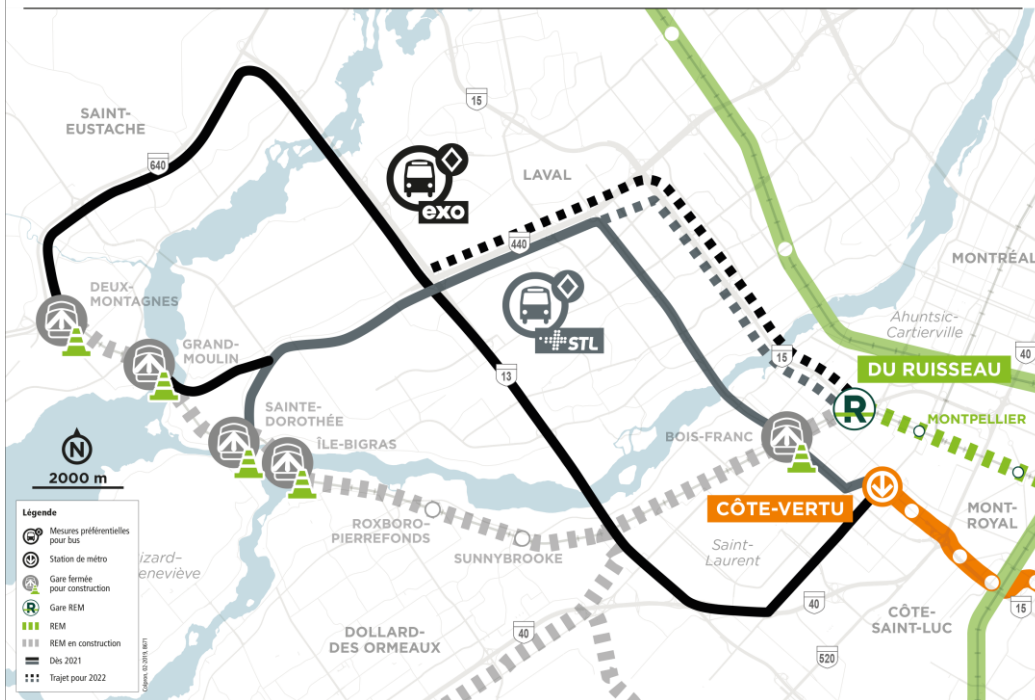 SAINT-
EUSTACHE
640
15
exo
LAVAL
440
STL
DEUX-
MONTAGNES
GRAND-
MOULIN
SAINTE-
DOROTHÉE
ÎLE-BIGRAS
13
15
MONTRÉAL
Ahuntsic-
Cartierville
40
DU RUISSEAU
R
MONTPELLIER
BOIS-FRANC
CÔTE-VERTU
MONT-
ROYAL
N
2000 m
ROXBORO-
PIERREFONDS
SUNNYBROOKE
Saint-
Laurent
40
15
CÔTE-
SAINT-LUC
DOLLARD-
DES ORMEAUX
40
520
izard–
eneviève
Légende
Mesures préférentielles
pour bus
Station de métro
Gare fermée
pour construction
R
Gare REM
REM
REM en construction
Dès 2021
Trajet pour 2022